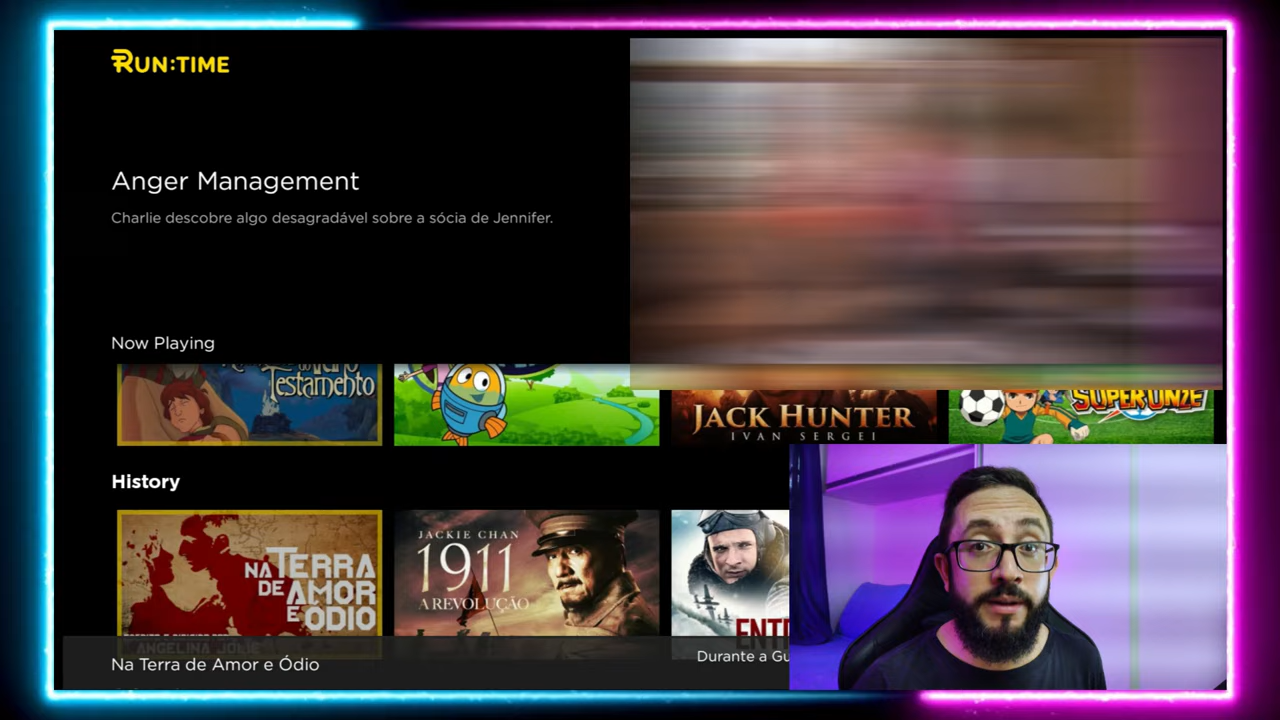 RUN:TIME
Anger Management
Charlie descobre algo desagradável sobre a sócia de Jennifer.
Now Playing
Testamento
JACK HUNTER
IVAN SERGEI
SUPER ONZE
History
NA TERRA
DE AMOR
E ÓDIO
ANGELINA JOLIE
JACKIE CHAN
1911
A REVOLUÇÃO
ENT
Na Terra de Amor e Ódio
Durante a Gu